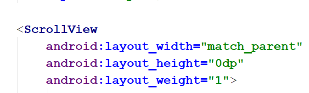 <ScrollView
android:layout_width="match_parent"
android:layout_height="0dp"
android:layout_weight="1">